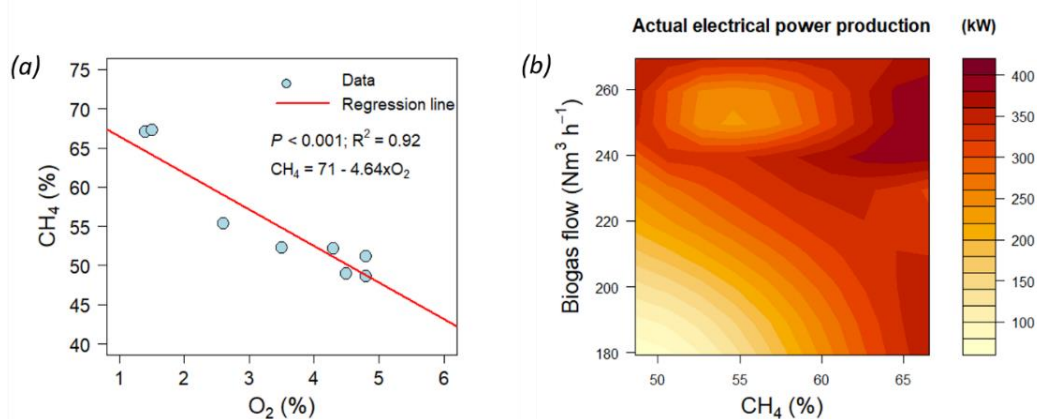 (a)
75
70
65
60
55
50
45
40
CH₄ (%)
Data
Regression line
P < 0.001; R² = 0.92
CH₄ = 71 - 4.64xO₂
1 2 3 4 5 6
O₂ (%)
(b)
Actual electrical power production (kW)
260
240
220
200
180
Biogas flow (Nm³ h⁻¹)
50 55 60 65
CH₄ (%)
400
350
300
250
200
150
100